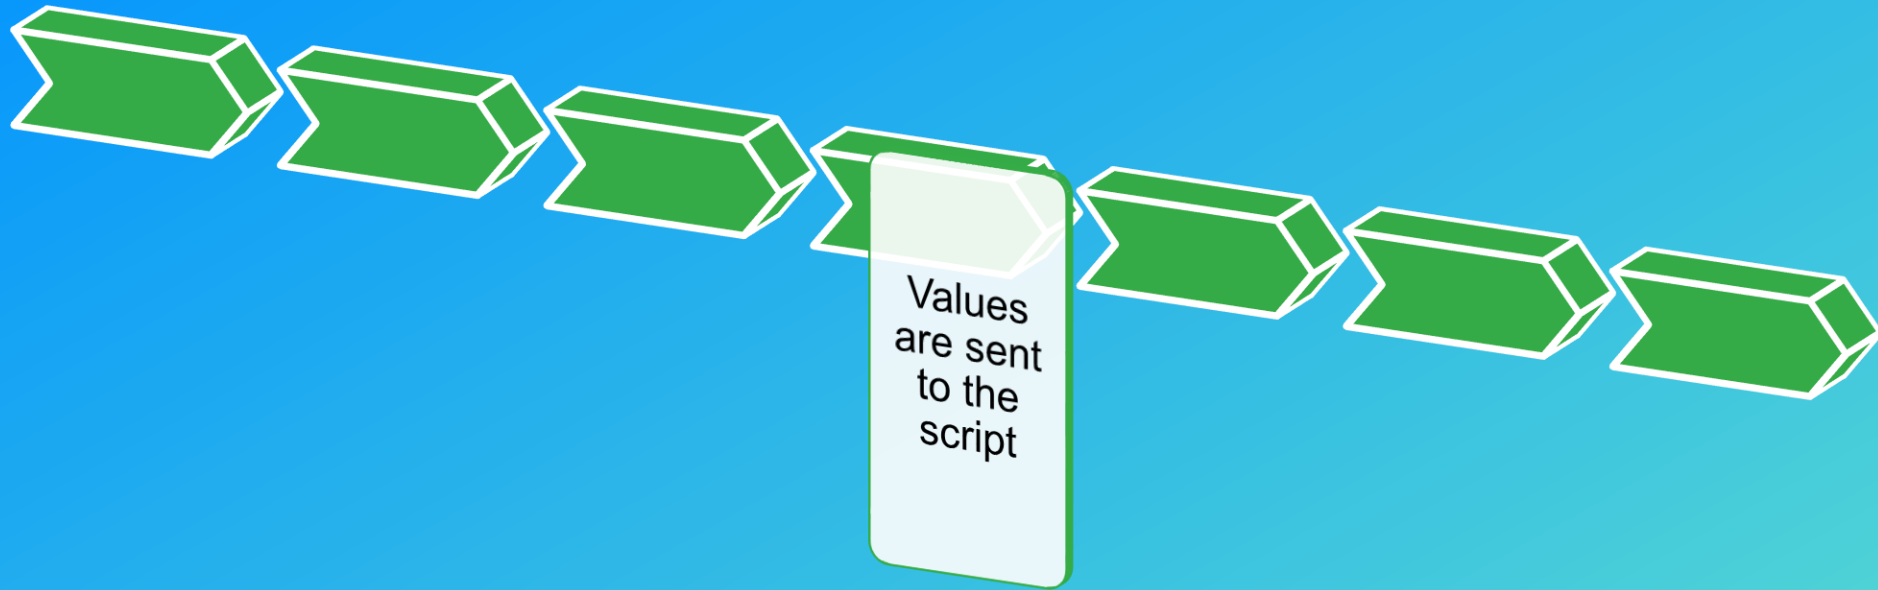 Values
are sent
to the
script